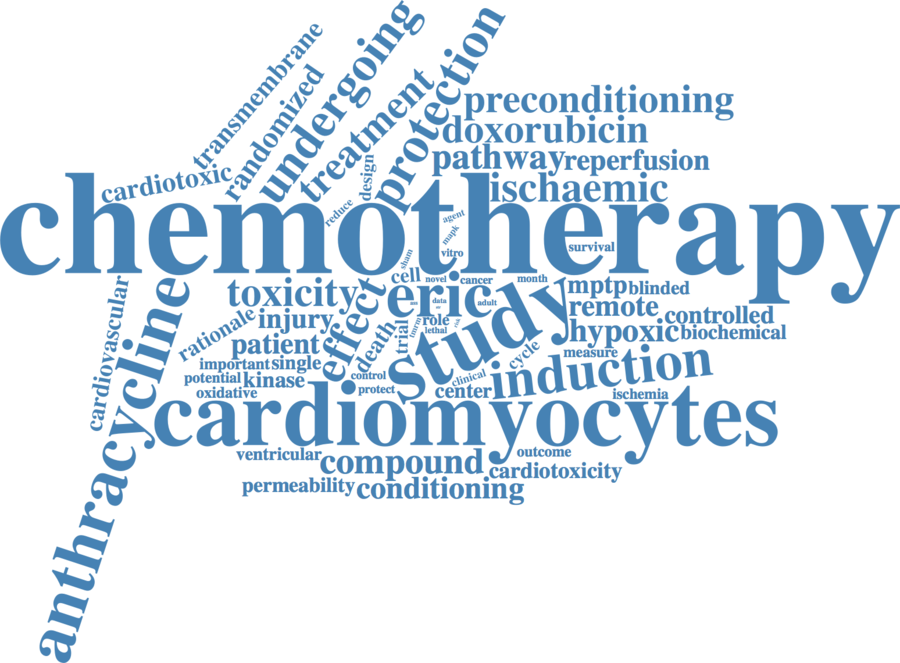 transmembrane
randomized
undergoing
treatment
protection
preconditioning
doxorubicin
pathway
reperfusion
cardiotoxic
design
ischaemic
reduce
agent
chemotherapy
mapk
survival
vitro
sham
cell
novel
cancer
month
cardiovascular
anthracycline
toxicity
effect
eric
data
adult
study
mptp
blinded
remote
rationale
injury
death
trial
role
lethal
risk
controlled
hypoxic
biochemical
patient
cycle
measure
important
single
potential
kinase
control
clinical
induction
oxidative
protect
center
ischemia
cardiomyocytes
ventricular
compound
outcome
cardiotoxicity
permeability
conditioning